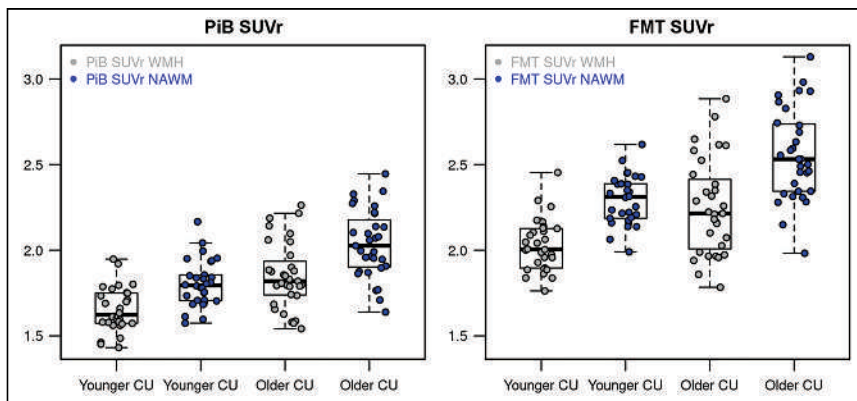 PiB SUVr
PiB SUVr WMH
PiB SUVr NAWM
3.0
2.5
2.0
1.5
Younger CU Younger CU Older CU Older CU
FMT SUVr
FMT SUVr WMH
FMT SUVr NAWM
3.0
2.5
2.0
1.5
Younger CU Younger CU Older CU Older CU